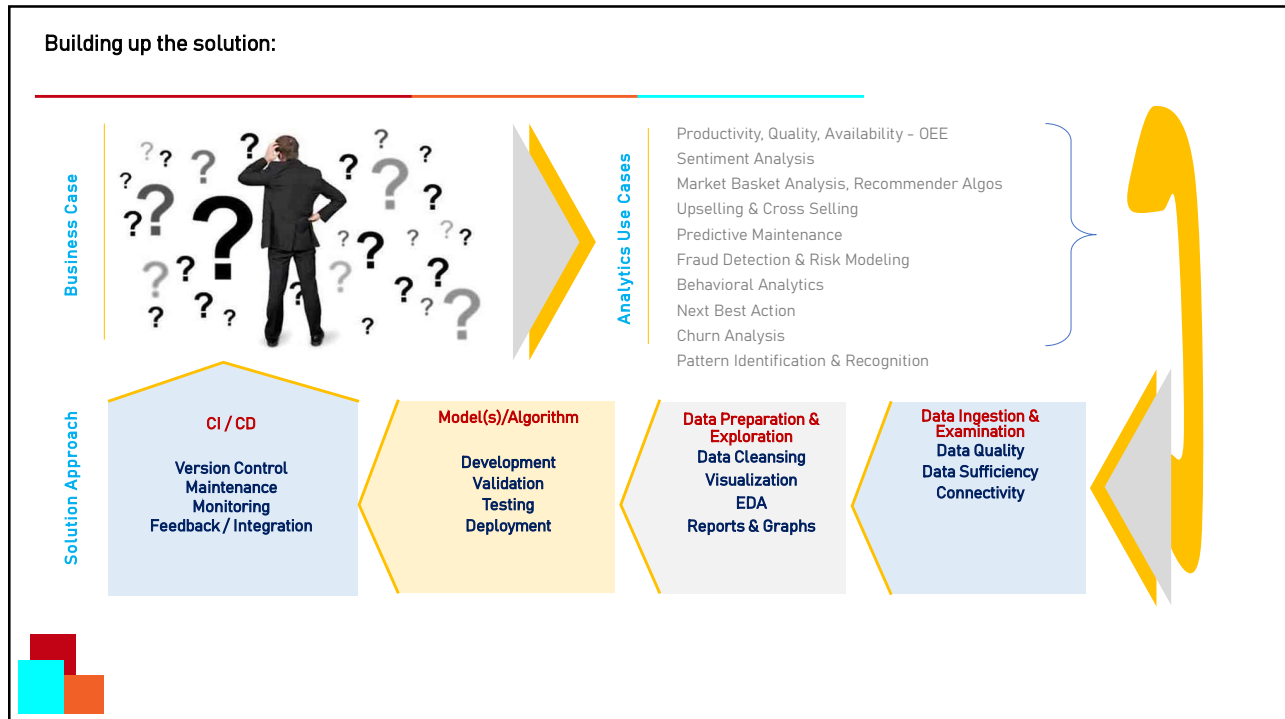 Building up the solution:
Business Case
Analytics Use Cases
Productivity, Quality, Availability - OEE
Sentiment Analysis
Market Basket Analysis, Recommender Algos
Upselling & Cross Selling
Predictive Maintenance
Fraud Detection & Risk Modeling
Behavioral Analytics
Next Best Action
Churn Analysis
Pattern Identification & Recognition
Solution Approach
CI / CD
Version Control
Maintenance
Monitoring
Feedback / Integration
Model(s)/Algorithm
Development
Validation
Testing
Deployment
Data Preparation &
Exploration
Data Cleansing
Visualization
EDA
Reports & Graphs
Data Ingestion &
Examination
Data Quality
Data Sufficiency
Connectivity